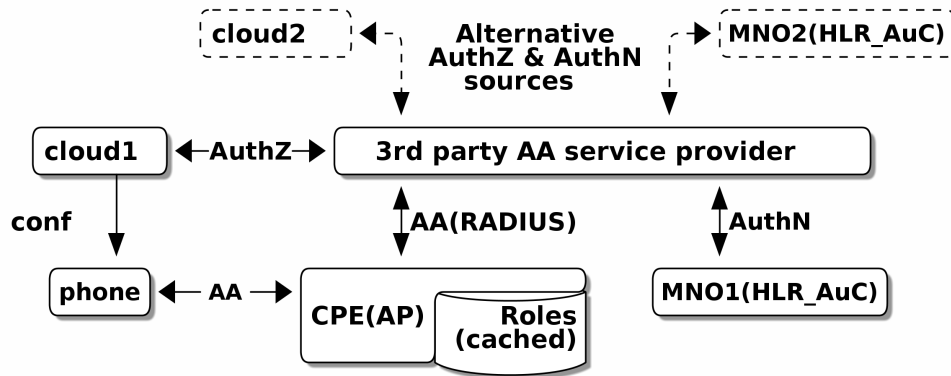 cloud2
Alternative
AuthZ & AuthN
sources
MNO2(HLR_AuC)
cloud1
AuthZ
3rd party AA service provider
conf
AA(RADIUS)
AuthN
phone
AA
CPE(AP)
Roles
(cached)
MNO1(HLR_AuC)